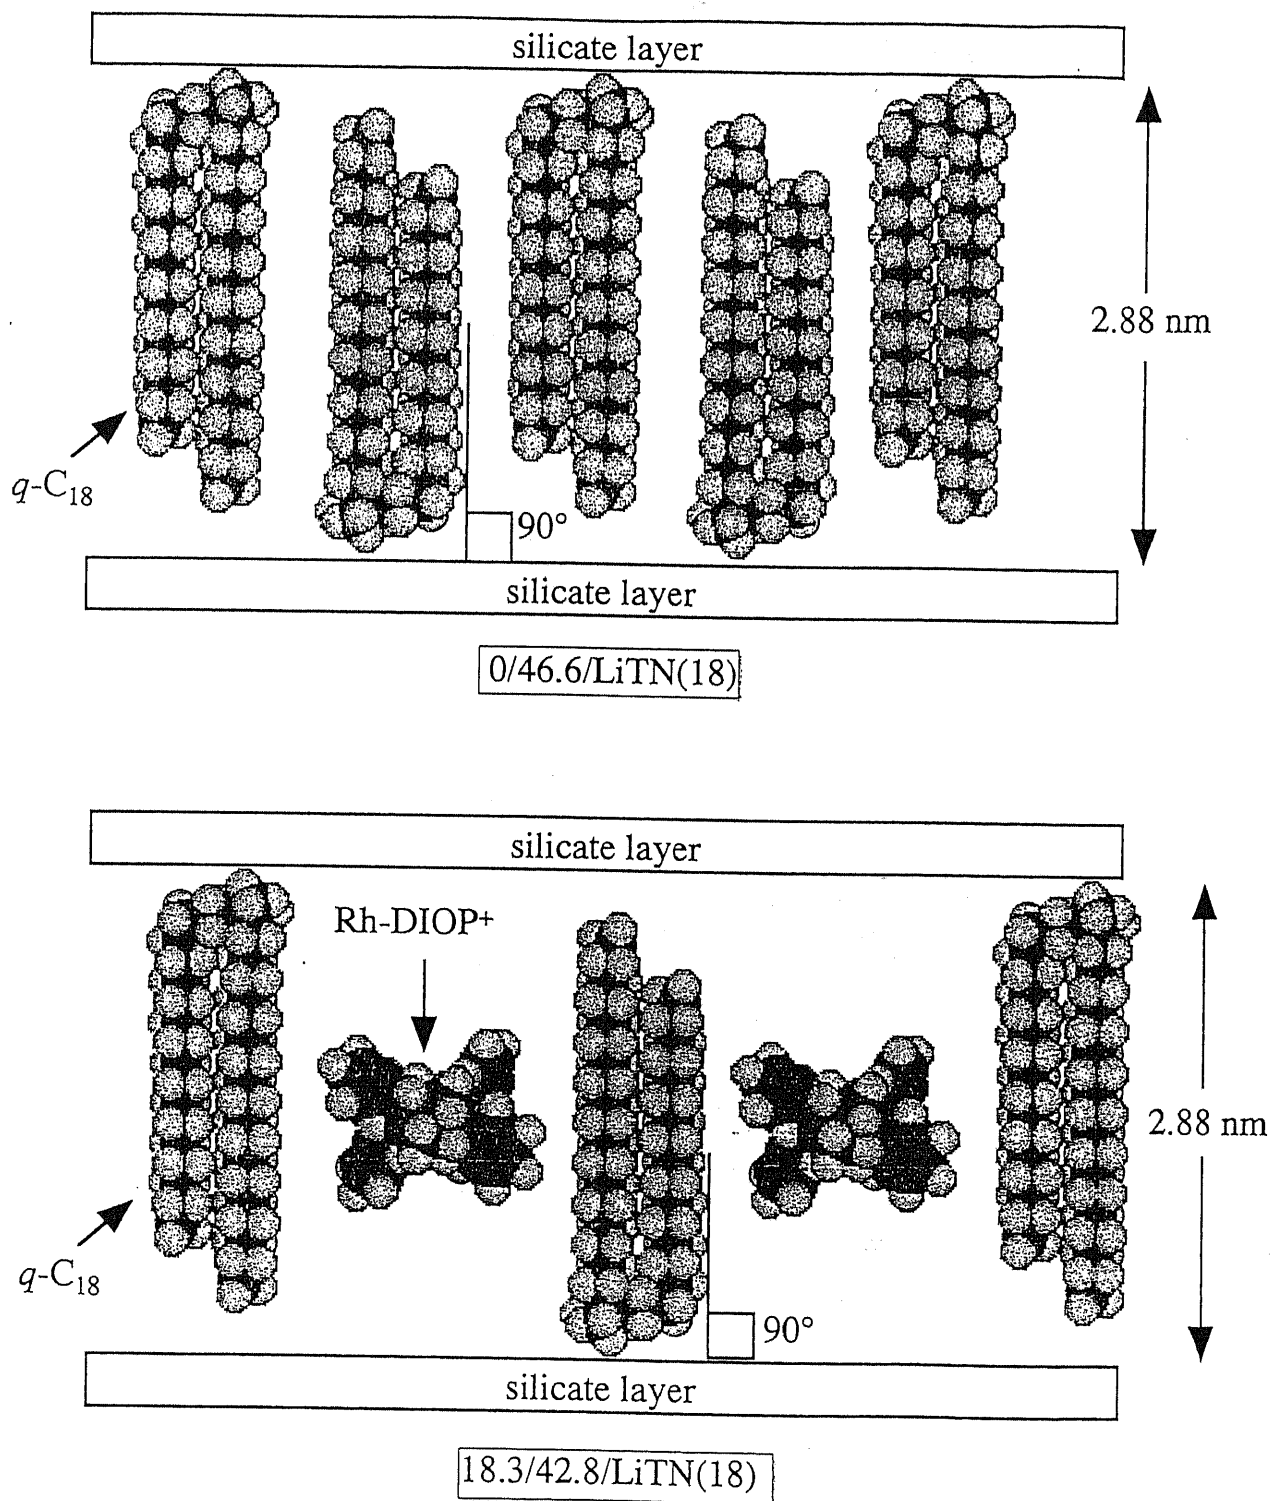 silicate layer
2.88 nm
q-C18
90°
silicate layer
0/46.6/LiTN(18)
silicate layer
Rh-DIOP+
2.88 nm
q-C18
90°
silicate layer
18.3/42.8/LiTN(18)